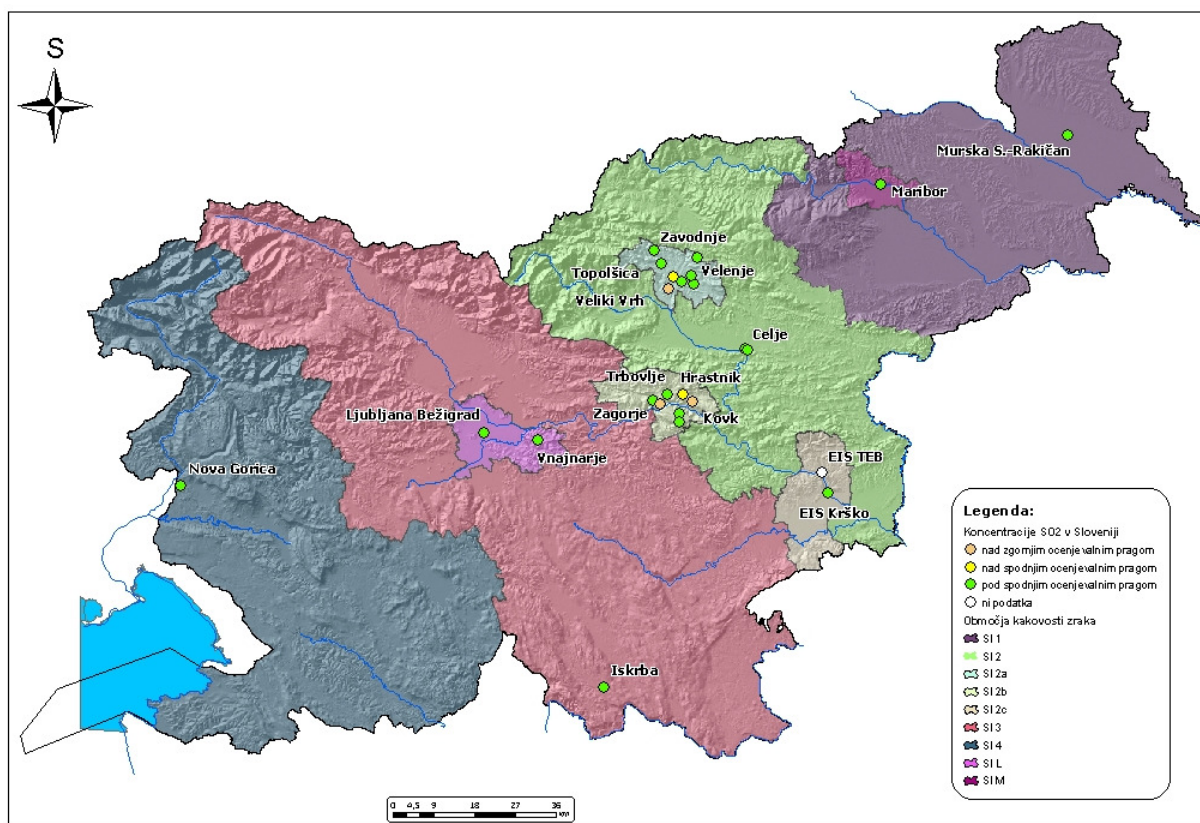 S
Murska S.-Rakičan
Maribor
Zavodnje
Topolšica
Velenje
Veliki Vrh
Celje
Trbovlje
Hrastnik
Zagorje
Kovk
Ljubljana Bežigrad
Vnajnarje
Nova Gorica
EIS TEB
EIS Krško
Iskrba
Legenda:
Koncentracije SO2 v Sloveniji
nad zgornjim ocenjevalnim pragom
nad spodnjim ocenjevalnim pragom
pod spodnjim ocenjevalnim pragom
ni podatka
Območja kakovosti zraka
SI 1
SI 2
SI 2a
SI 2b
SI 2c
SI 3
SI 4
SI L
SI M
0 4,5 9 18 27 36
km